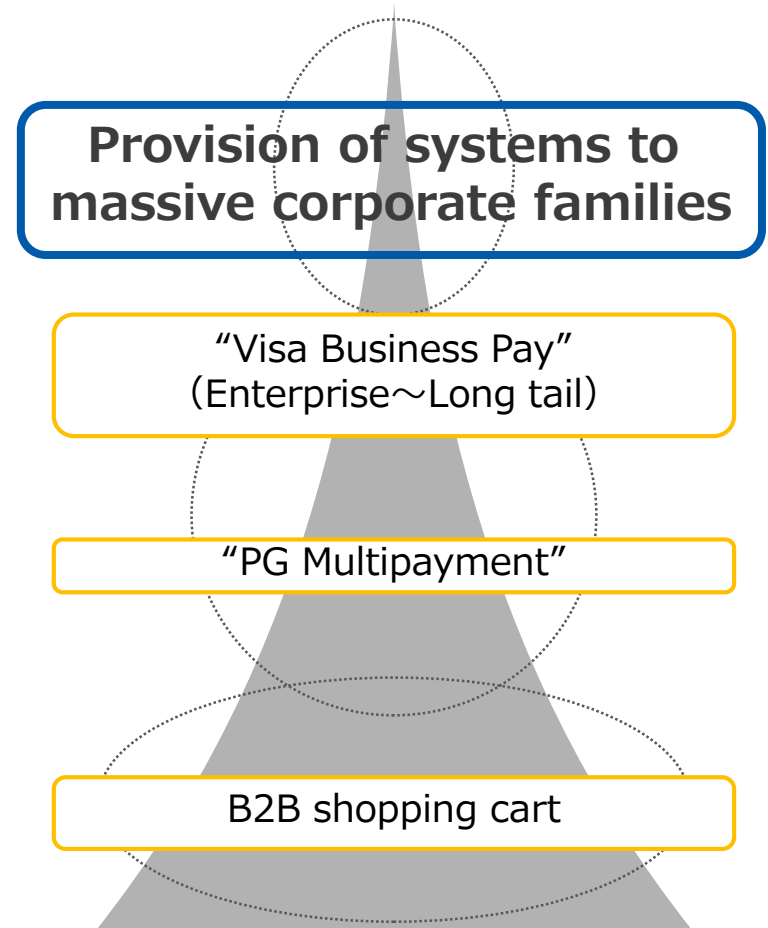 Provision of systems to
massive corporate families
“Visa Business Pay”
（Enterprise～Long tail）
“PG Multipayment”
B2B shopping cart